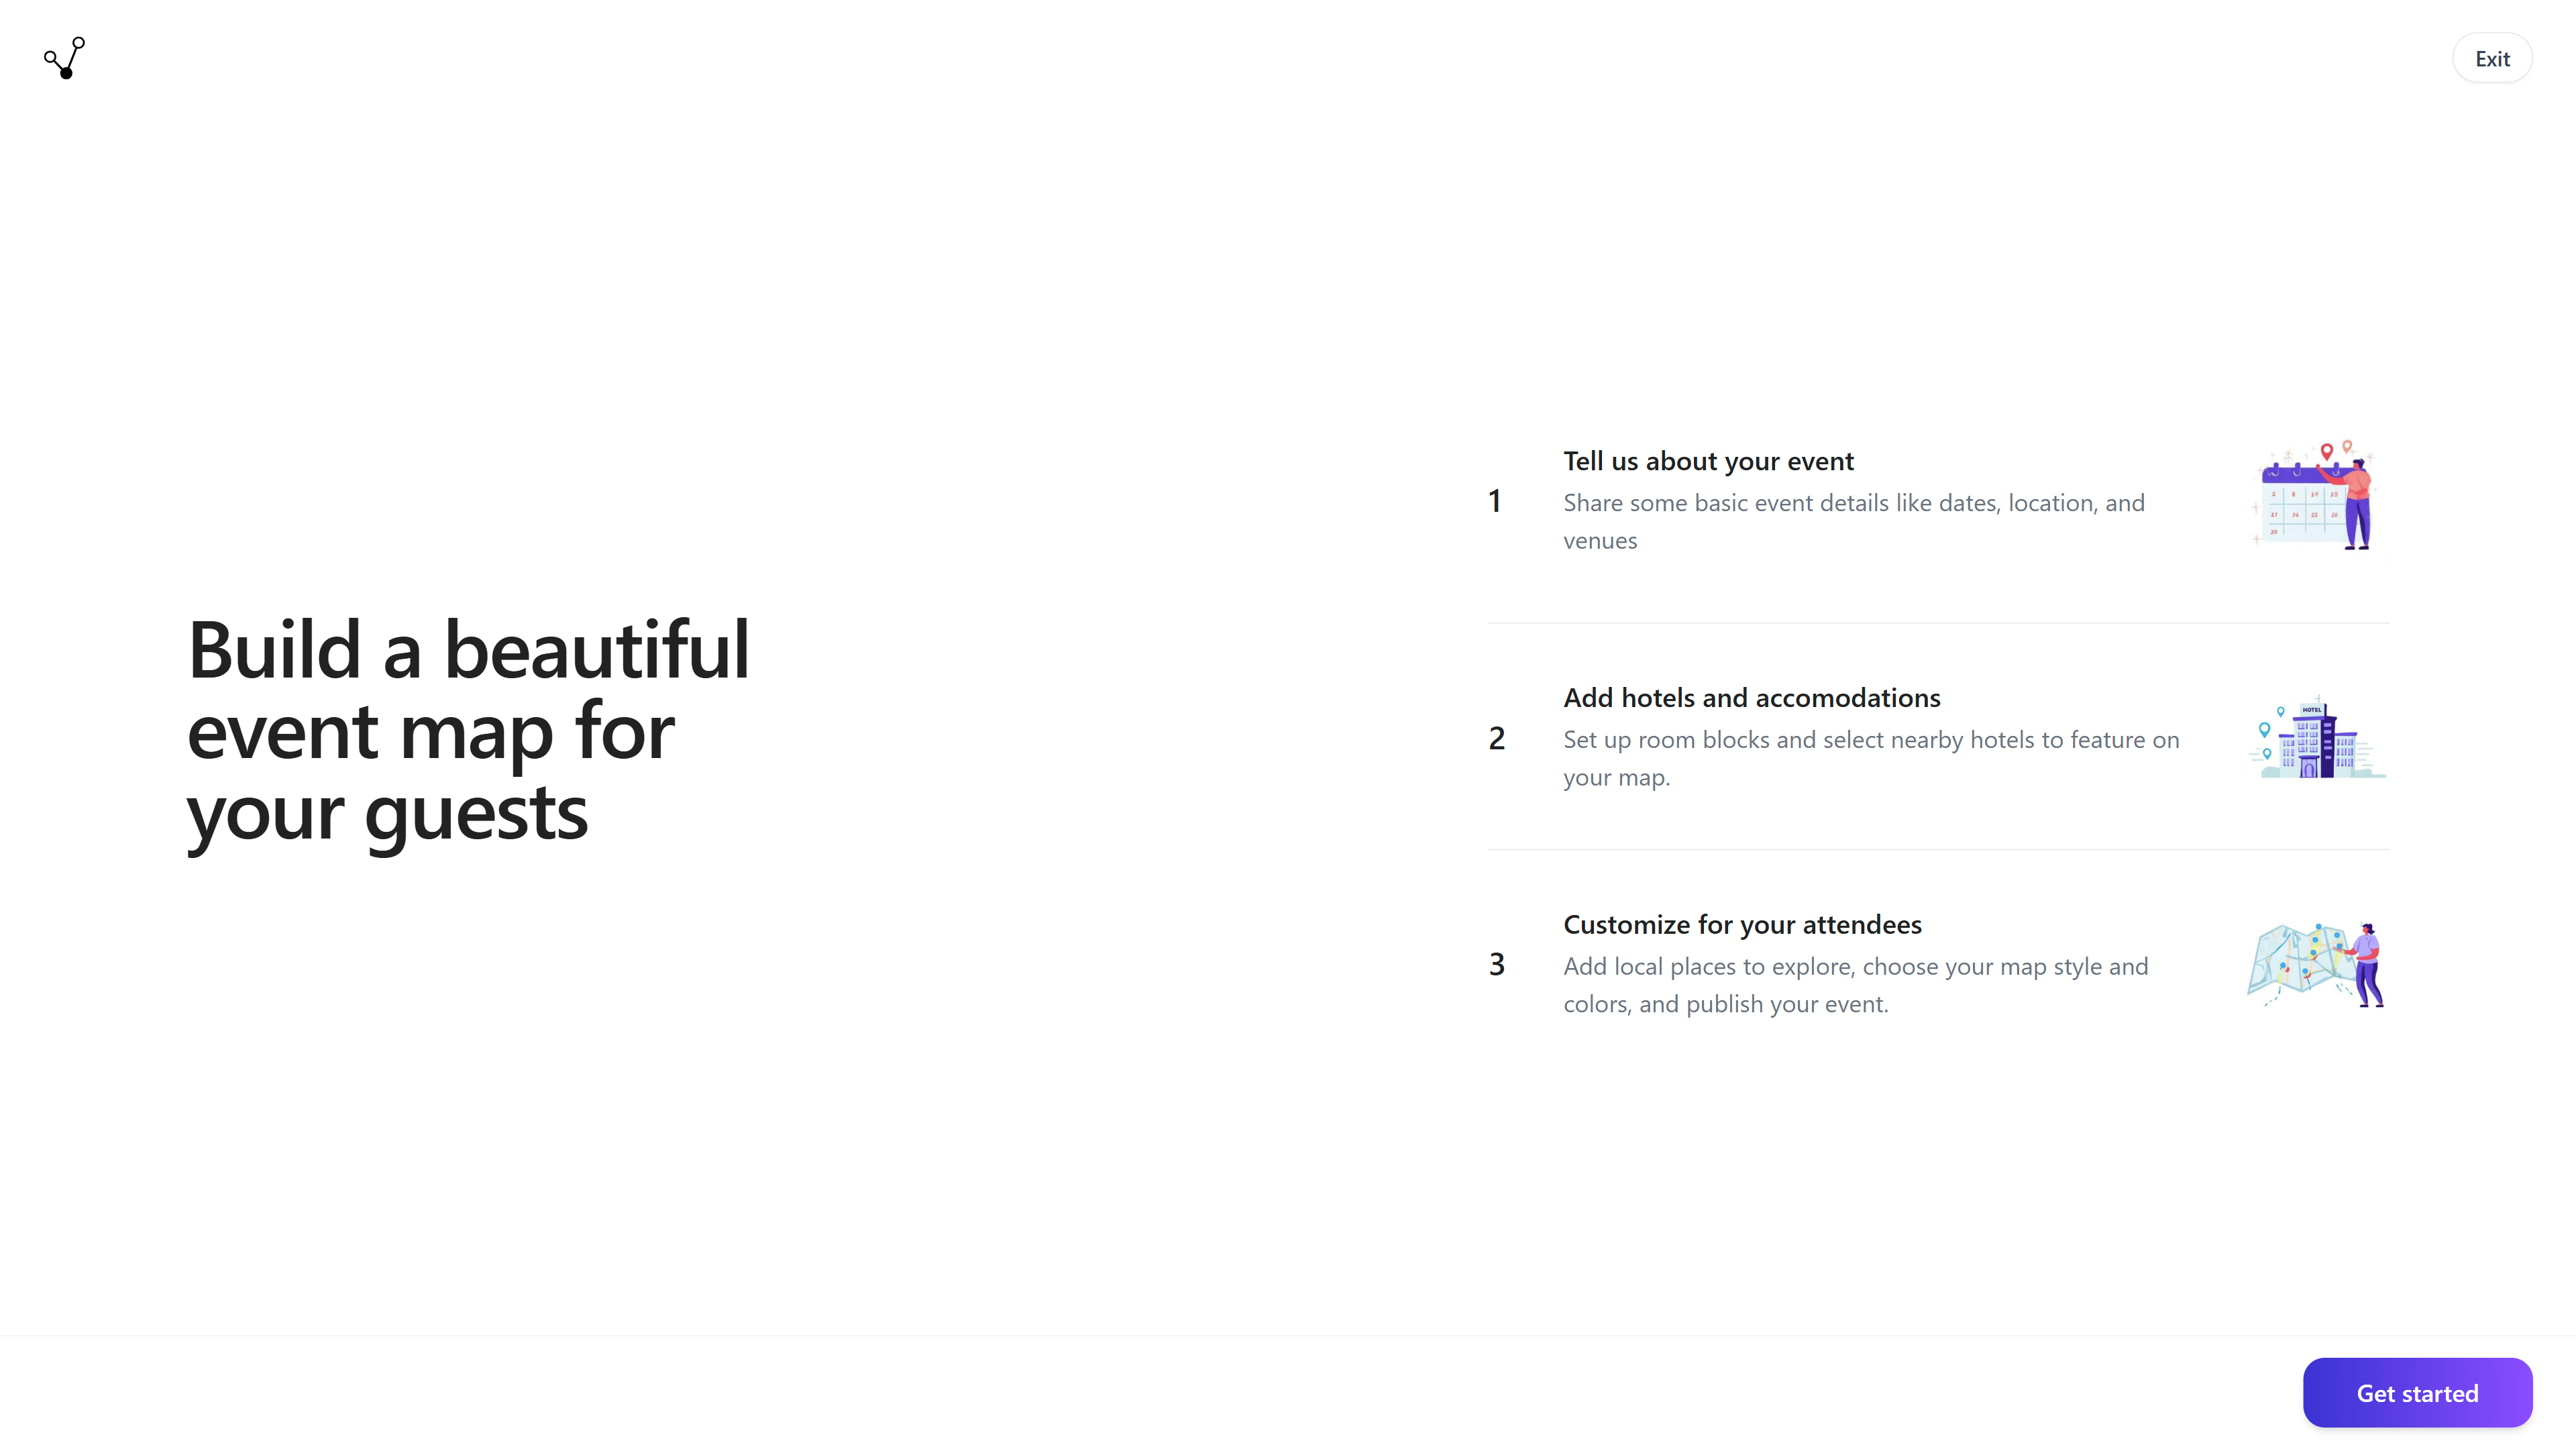 Exit
Build a beautiful
event map for
your guests
1
Tell us about your event
Share some basic event details like dates, location, and
venues
2
Add hotels and accomodations
Set up room blocks and select nearby hotels to feature on
your map.
HOTEL
3
Customize for your attendees
Add local places to explore, choose your map style and
colors, and publish your event.
Get started